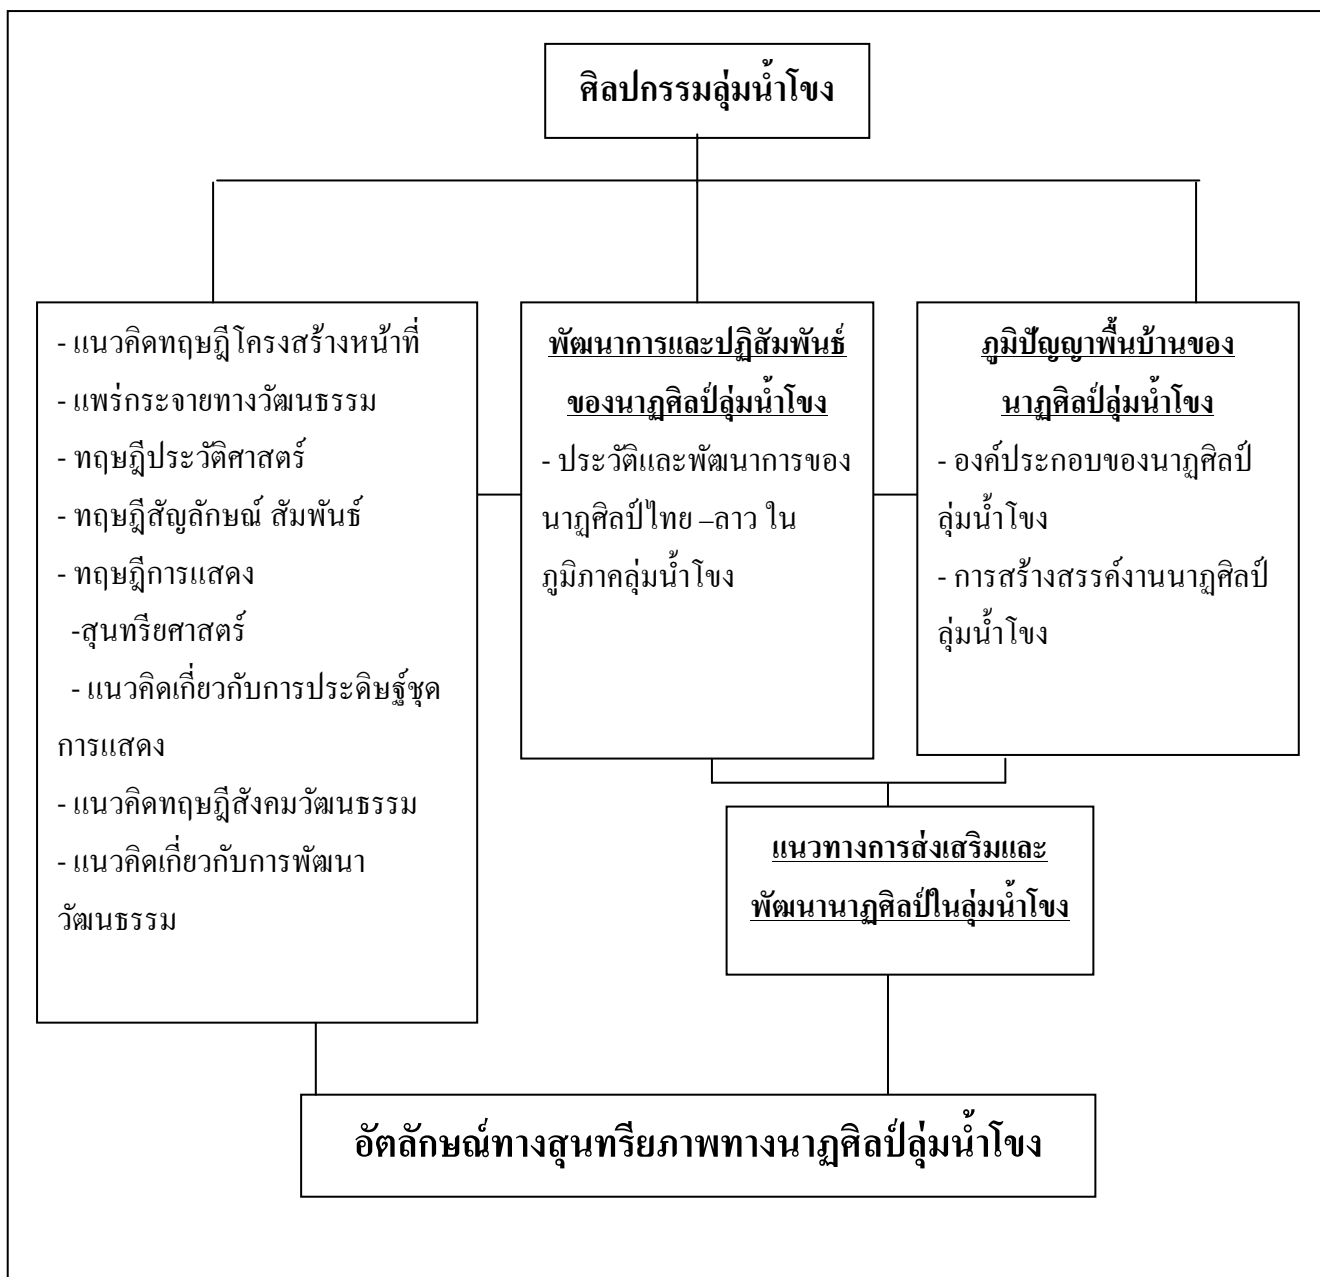 ศิลปกรรมลุ่มน้ำโขง
- แนวคิดทฤษฎีโครงสร้างหน้าที่
- แพร่กระจายทางวัฒนธรรม
- ทฤษฎีประวัติศาสตร์
- ทฤษฎีสัญลักษณ์ สัมพันธ์
- ทฤษฎีการแสดง
-สุนทรียศาสตร์
- แนวคิดเกี่ยวกับการประดิษฐ์ชุด
การแสดง
- แนวคิดทฤษฎีสังคมวัฒนธรรม
- แนวคิดเกี่ยวกับการพัฒนา
วัฒนธรรม
พัฒนาการและปฏิสัมพันธ์
ของนาฏศิลป์ลุ่มน้ำโขง
- ประวัติและพัฒนาการของ
นาฏศิลป์ไทย –ลาว ใน
ภูมิภาคลุ่มน้ำโขง
ภูมิปัญญาพื้นบ้านของ
นาฏศิลป์ลุ่มน้ำโขง
- องค์ประกอบของนาฏศิลป์
ลุ่มน้ำโขง
- การสร้างสรรค์งานนาฏศิลป์
ลุ่มน้ำโขง
แนวทางการส่งเสริมและ
พัฒนานาฏศิลป์ในลุ่มน้ำโขง
อัตลักษณ์ทางสุนทรียภาพทางนาฏศิลป์ลุ่มน้ำโขง